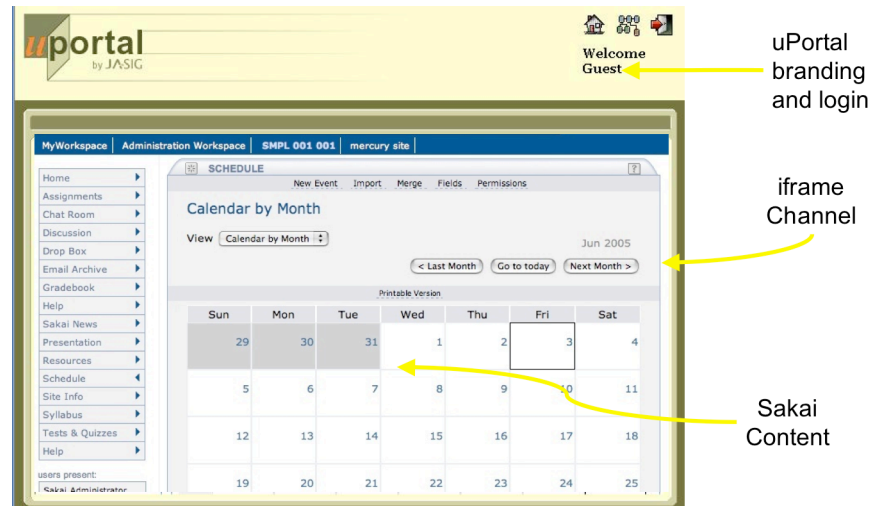 uportal
by JA-SIG
Welcome
Guest
uPortal
branding
and login
MyWorkspace Administration Workspace SMPL 001 001 mercury site
Home
Assignments
Chat Room
Discussion
Drop Box
Email Archive
Gradebook
Help
Sakai News
Presentation
Resources
Schedule
Site Info
Syllabus
Tests & Quizzes
Help
users present:
Sakai Administrator
SCHEDULE ?
New Event Import Merge Fields Permissions
Calendar by Month
View Calendar by Month
Jun 2005
< Last Month Go to today Next Month >
Printable Version
Sun Mon Tue Wed Thu Fri Sat
29 30 31 1 2 3 4
5 6 7 8 9 10 11
12 13 14 15 16 17 18
19 20 21 22 23 24 25
iframe
Channel
Sakai
Content